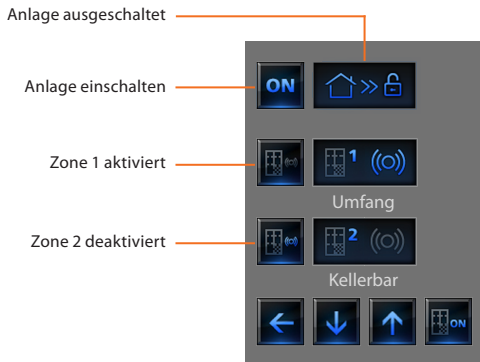 Anlage ausgeschaltet
Anlage einschalten
ON
Zone 1 aktiviert
1
Umfang
Zone 2 deaktiviert
2
Kellerbar
ON